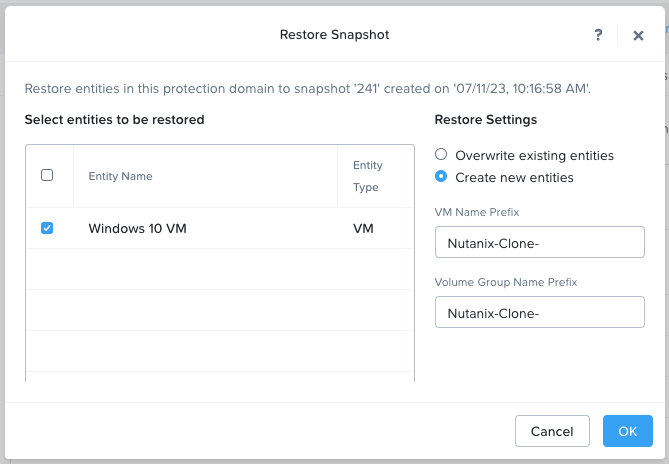 Restore Snapshot
?
Restore entities in this protection domain to snapshot '241' created on '07/11/23, 10:16:58 AM'.
Select entities to be restored
Entity Name
Entity
Type
Windows 10 VM
VM
Restore Settings
Overwrite existing entities
Create new entities
VM Name Prefix
Nutanix-Clone-
Volume Group Name Prefix
Nutanix-Clone-
Cancel
OK